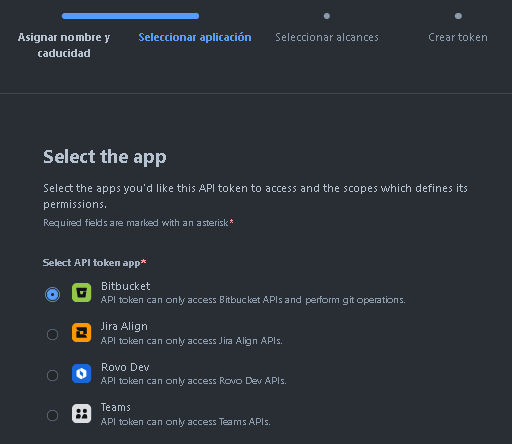 Asignar nombre y
caducidad
Seleccionar aplicación
Seleccionar alcances
Crear token
Select the app
Select the apps you'd like this API token to access and the scopes which defines its
permissions.
Required fields are marked with an asterisk*
Select API token app*
Bitbucket
API token can only access Bitbucket APIs and perform git operations.
Jira Align
API token can only access Jira Align APIs.
Rovo Dev
API token can only access Rovo Dev APIs.
Teams
API token can only access Teams APIs.